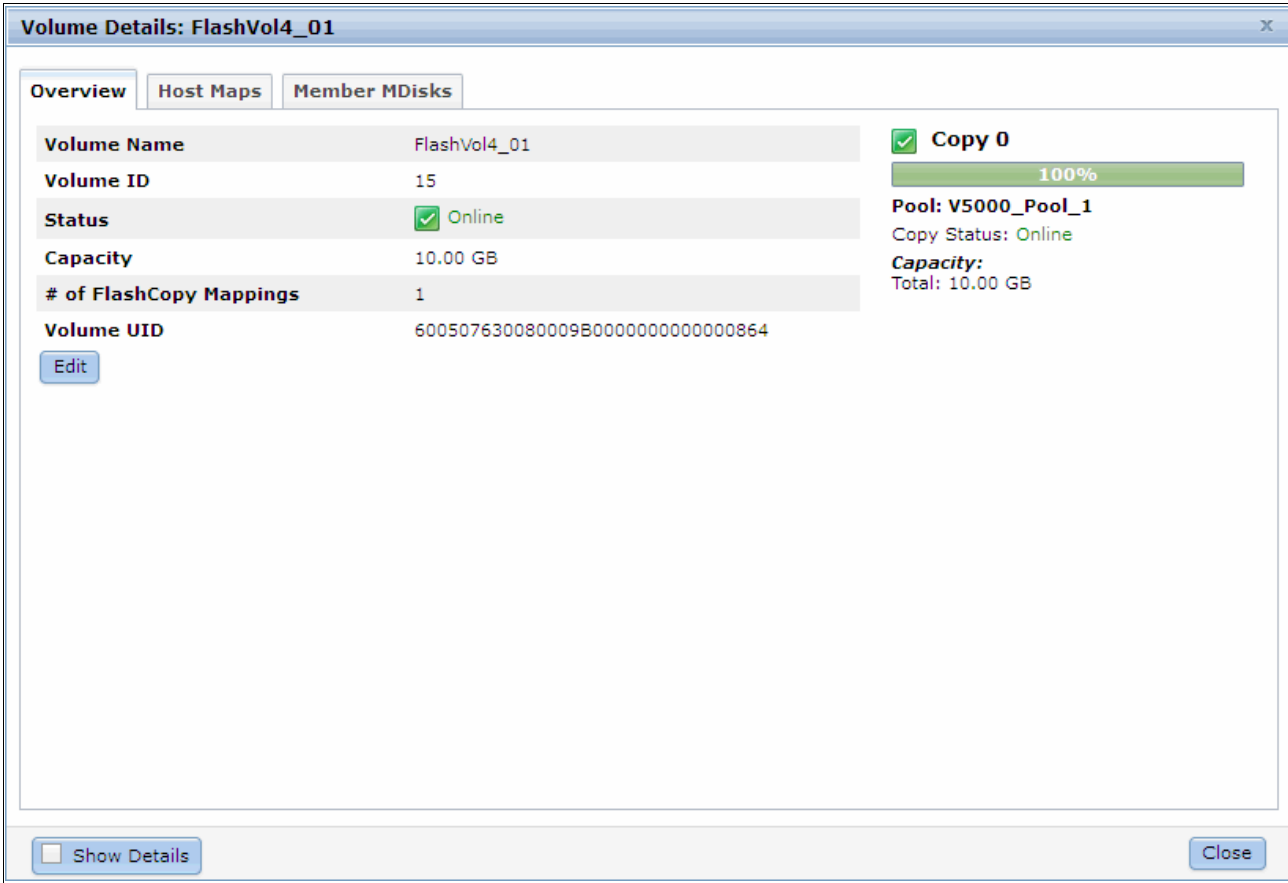 Volume Details: FlashVol4_01 x
Overview Host Maps Member MDisks
Volume Name FlashVol4_01
Volume ID 15
Status Online
Capacity 10.00 GB
# of FlashCopy Mappings 1
Volume UID 600507630080009B0000000000000864
Edit
Copy 0
100%
Pool: V5000_Pool_1
Copy Status: Online
Capacity:
Total: 10.00 GB
Show Details Close